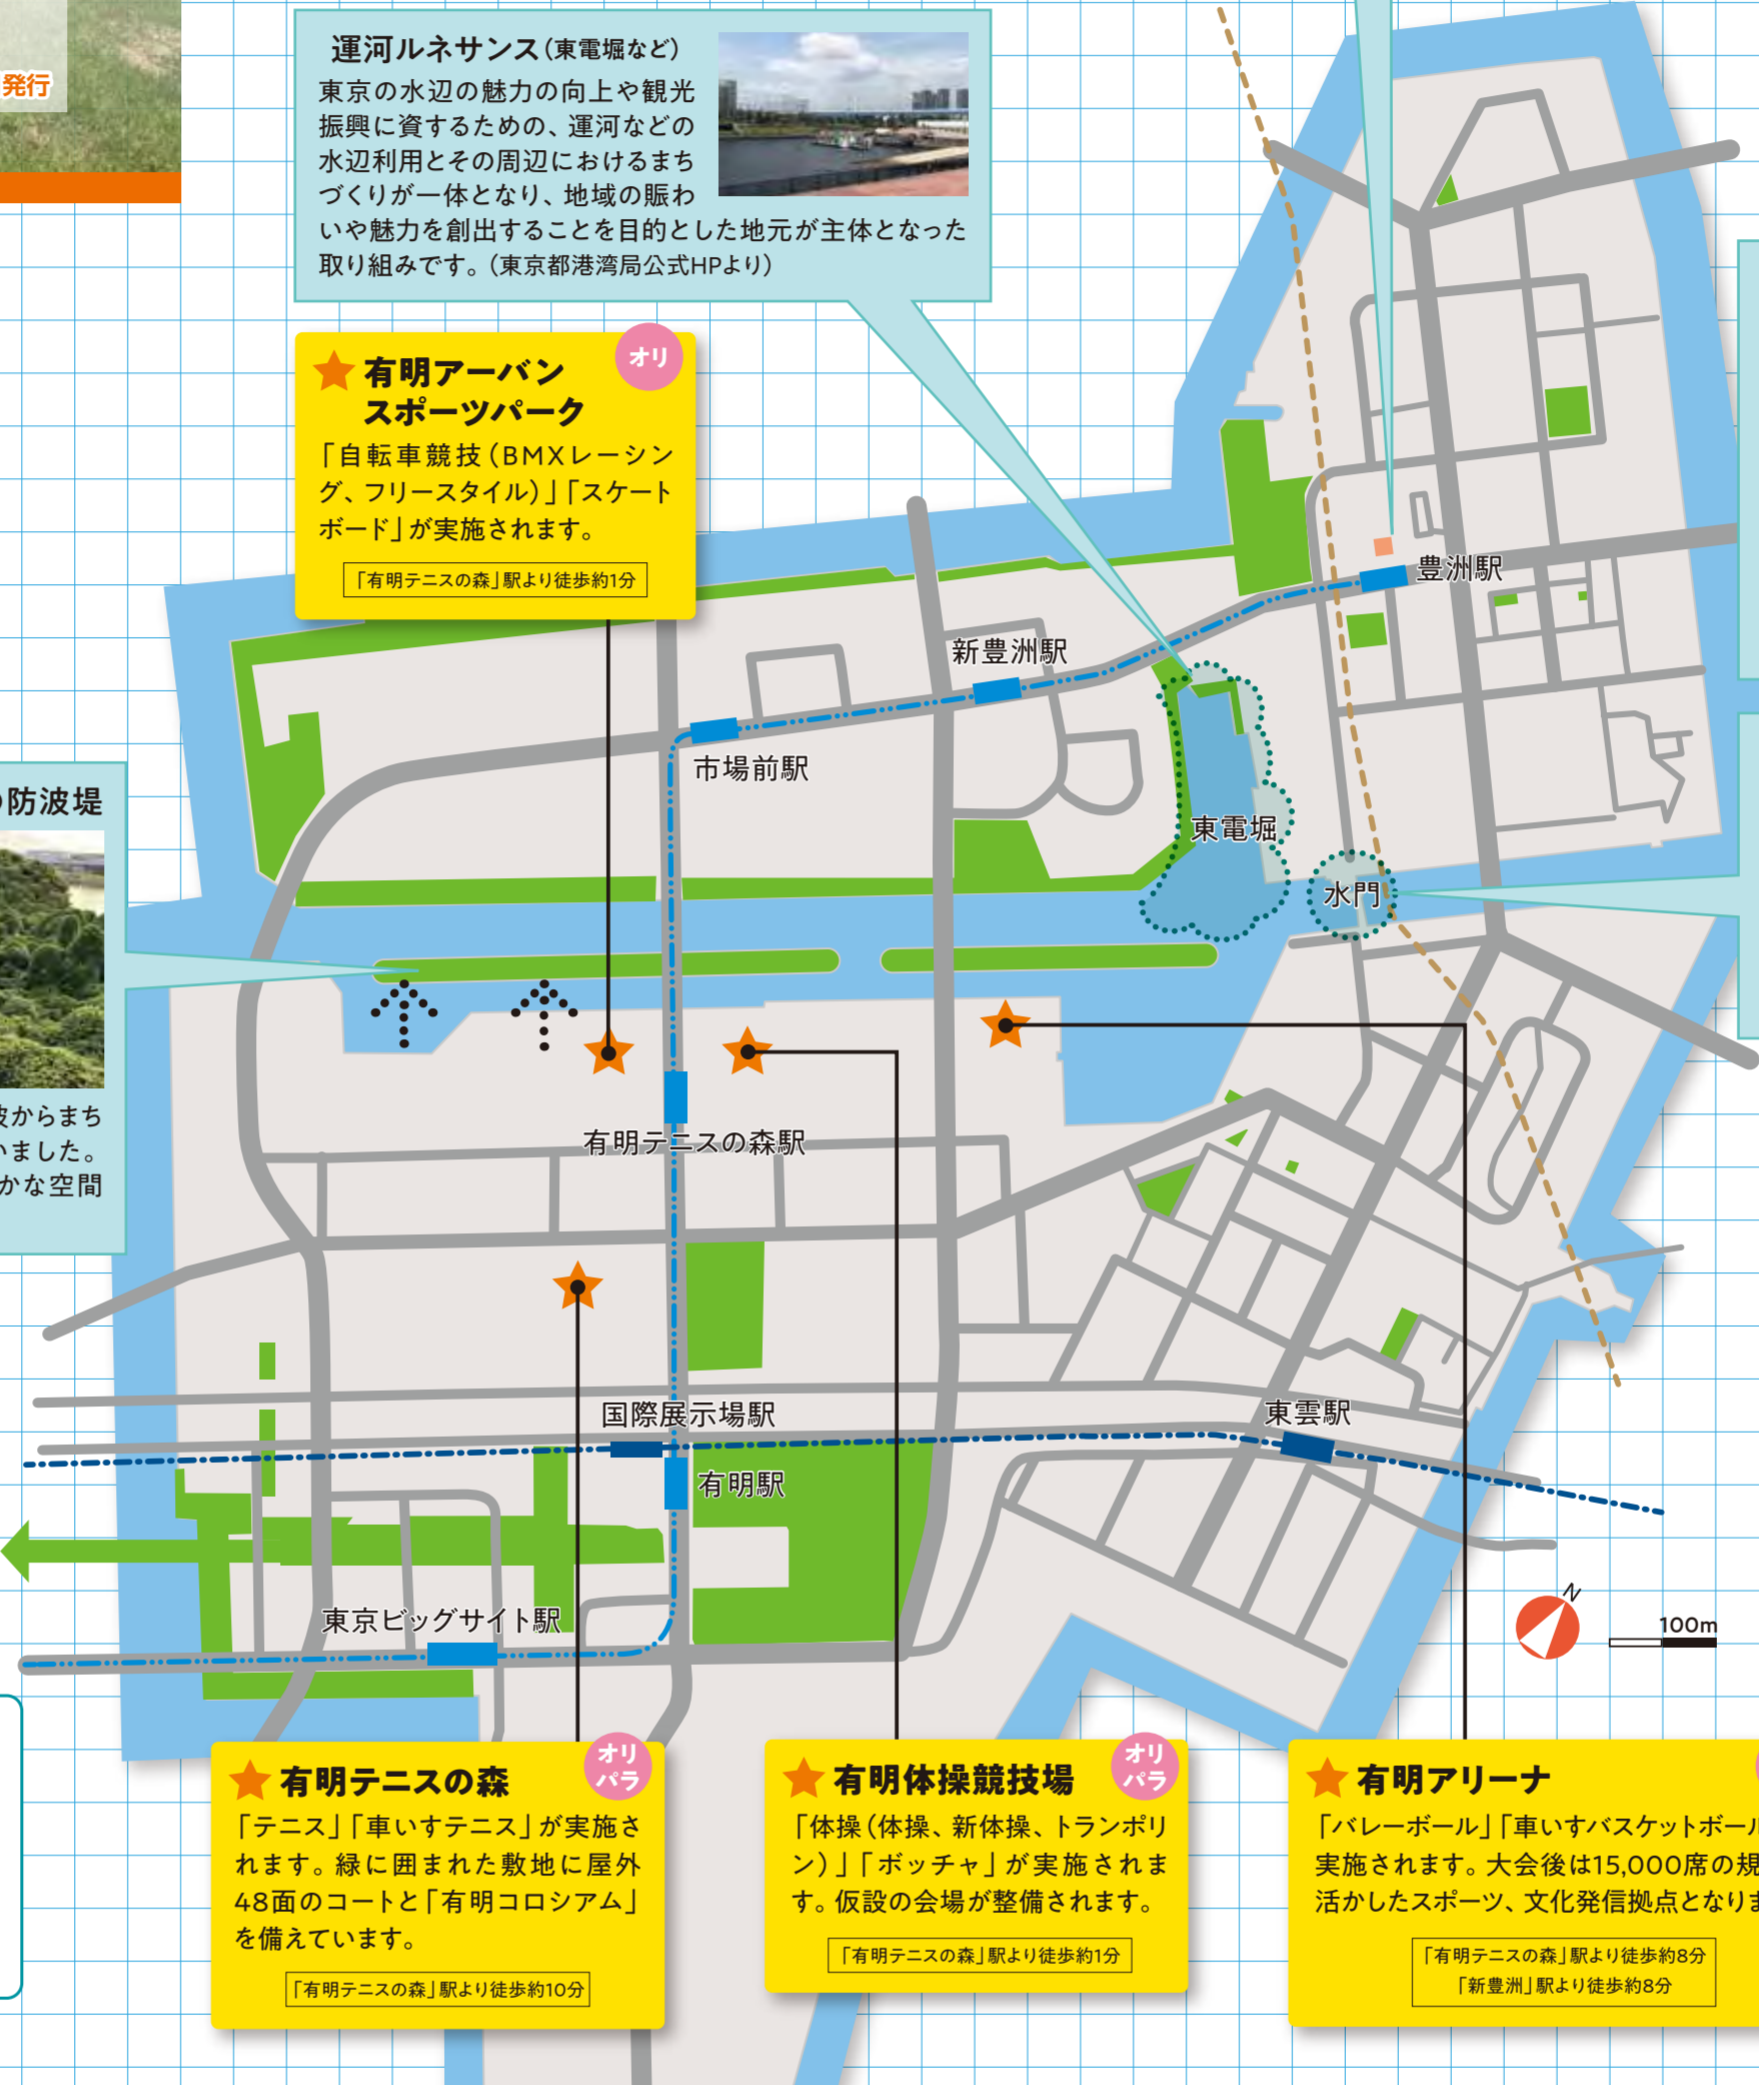 発行
運河ルネサンス(東電堀など)
東京の水辺の魅力の向上や観光
振興に資するための、運河などの
水辺利用とその周辺におけるまち
づくりが一体となり、地域の賑わ
いや魅力を創出することを目的とした地元が主体となった
取り組みです。(東京都港湾局公式HPより)
有明アーバン
スポーツパーク
オリ
「自転車競技(BMXレーシン
グ、フリースタイル)」「スケート
ボード」が実施されます。
「有明テニスの森」駅より徒歩約1分
豊洲駅
新豊洲駅
市場前駅
東電堀
水門
防波堤
波からまち
いました。
かな空間
有明テニスの森駅
国際展示場駅
東雲駅
有明駅
東京ビッグサイト駅
N
100m
有明テニスの森
オリ
パラ
「テニス」「車いすテニス」が実施さ
れます。緑に囲まれた敷地に屋外
48面のコートと「有明コロシアム」
を備えています。
「有明テニスの森」駅より徒歩約10分
有明体操競技場
オリ
パラ
「体操(体操、新体操、トランポリ
ン)」「ボッチャ」が実施されま
す。仮設の会場が整備されます。
「有明テニスの森」駅より徒歩約1分
有明アリーナ
「バレーボール」「車いすバスケットボール
実施されます。大会後は15,000席の規
活かしたスポーツ、文化発信拠点となりま
「有明テニスの森」駅より徒歩約8分
「新豊洲」駅より徒歩約8分